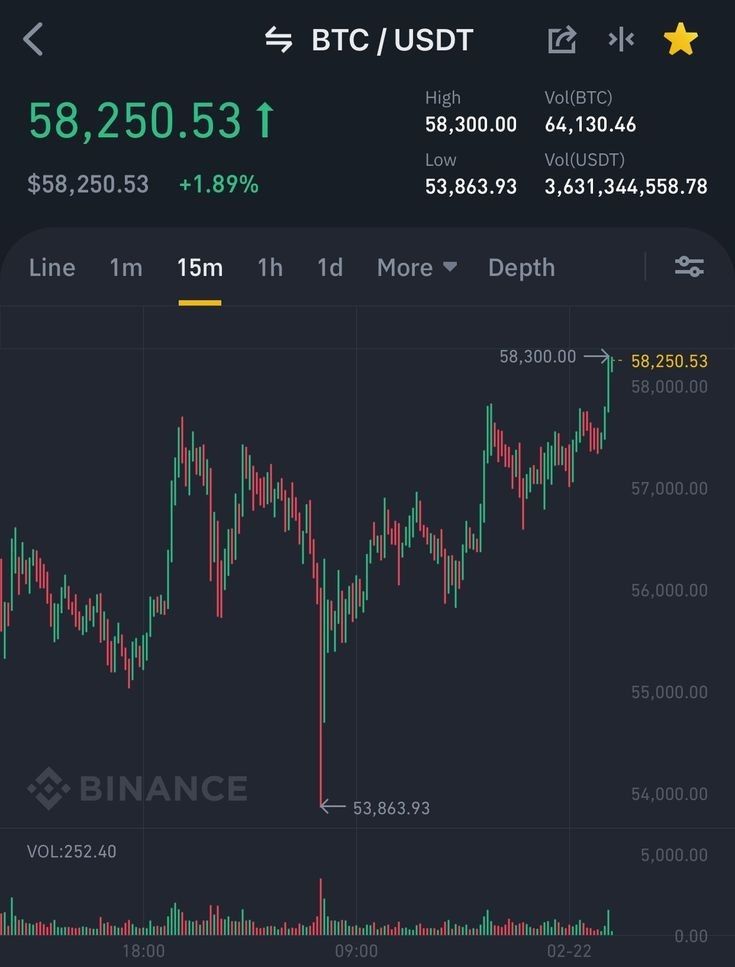 BTC / USDT
58,250.53
$58,250.53 +1.89%
High
58,300.00
Vol(BTC)
64,130.46
Low
53,863.93
Vol(USDT)
3,631,344,558.78
Line 1m 15m 1h 1d More Depth
58,300.00
58,250.53
58,000.00
57,000.00
56,000.00
55,000.00
54,000.00
BINANCE
53,863.93
VOL:252.40
5,000.00
0.00
18:00 09:00 02-22